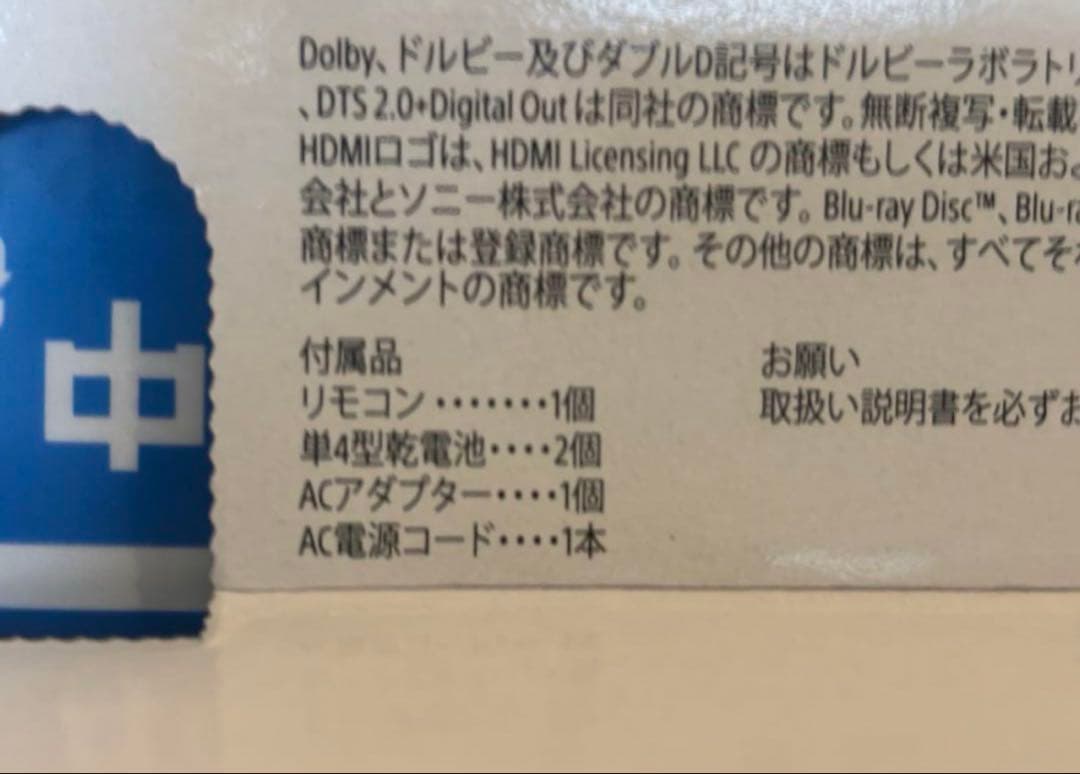 Dolby、ドルビー及びダブルD記号はドルビーラボラトリ
、DTS 2.0+Digital Out は同社の商標です。無断複写・転載
HDMIロゴは、HDMI Licensing LLC の商標もしくは米国およ
会社とソニー株式会社の商標です。Blu-ray Disc™、Blu-ra
商標または登録商標です。その他の商標は、すべてそれ
インメントの商標です。
付属品
リモコン・・・・・・・1個
単4型乾電池・・・・2個
ACアダプター・・・・1個
AC電源コード・・・・1本
お願い
取扱い説明書を必ずお
中